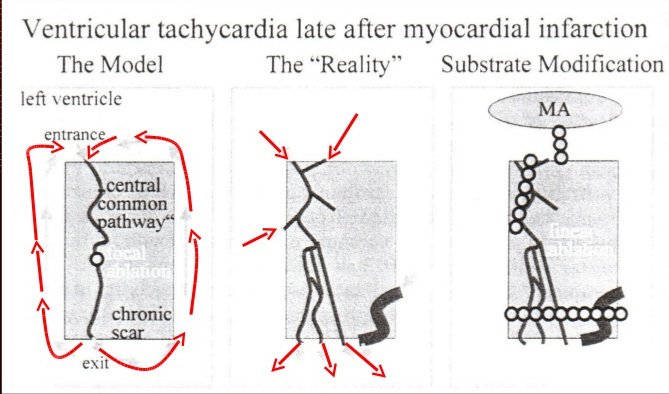 Ventricular tachycardia late after myocardial infarction
The Model
The “Reality”
Substrate Modification
left ventricle
entrance
central
common
pathway“
focal
ablation
chronic
scar
exit
MA
linear
ablation